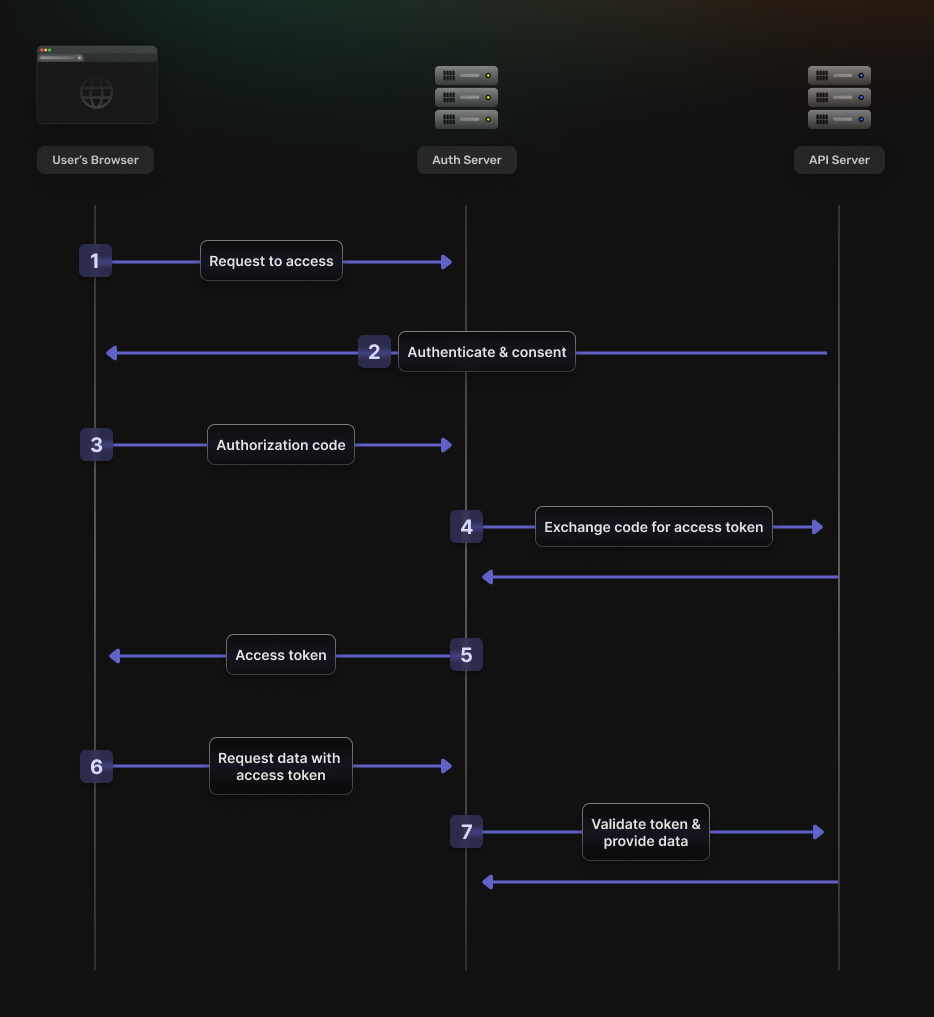 User's Browser
Auth Server
API Server
1
Request to access
2
Authenticate & consent
3
Authorization code
4
Exchange code for access token
Access token
5
6
Request data with
access token
7
Validate token &
provide data